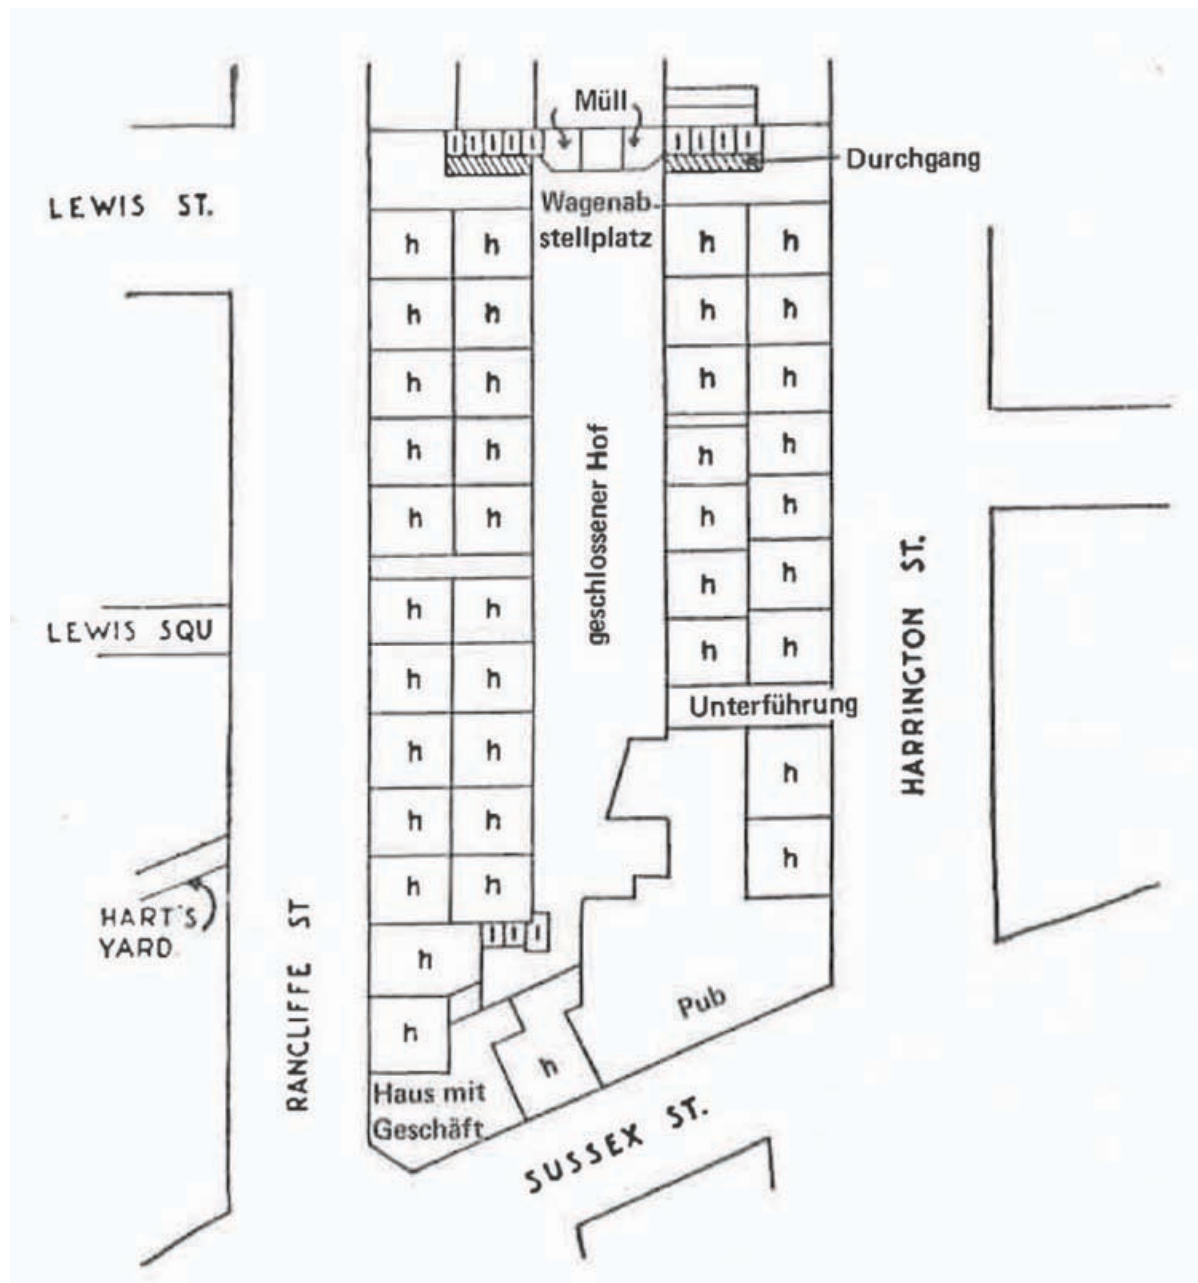 Müll
I I I I I
I I I I
Durchgang
LEWIS ST.
Wagenab-
stellplatz
h h h h
h h h h
h h h h
h h h h
h h h h
geschlossener Hof
h h h h
LEWIS SQU
h h h h
Unterführung
HARRINGTON ST.
h h h
h h h
h h
HART'S
YARD
RANCLIFFE ST
I I I
h
h
Pub
h
Haus mit
Geschäft
SUSSEX ST.